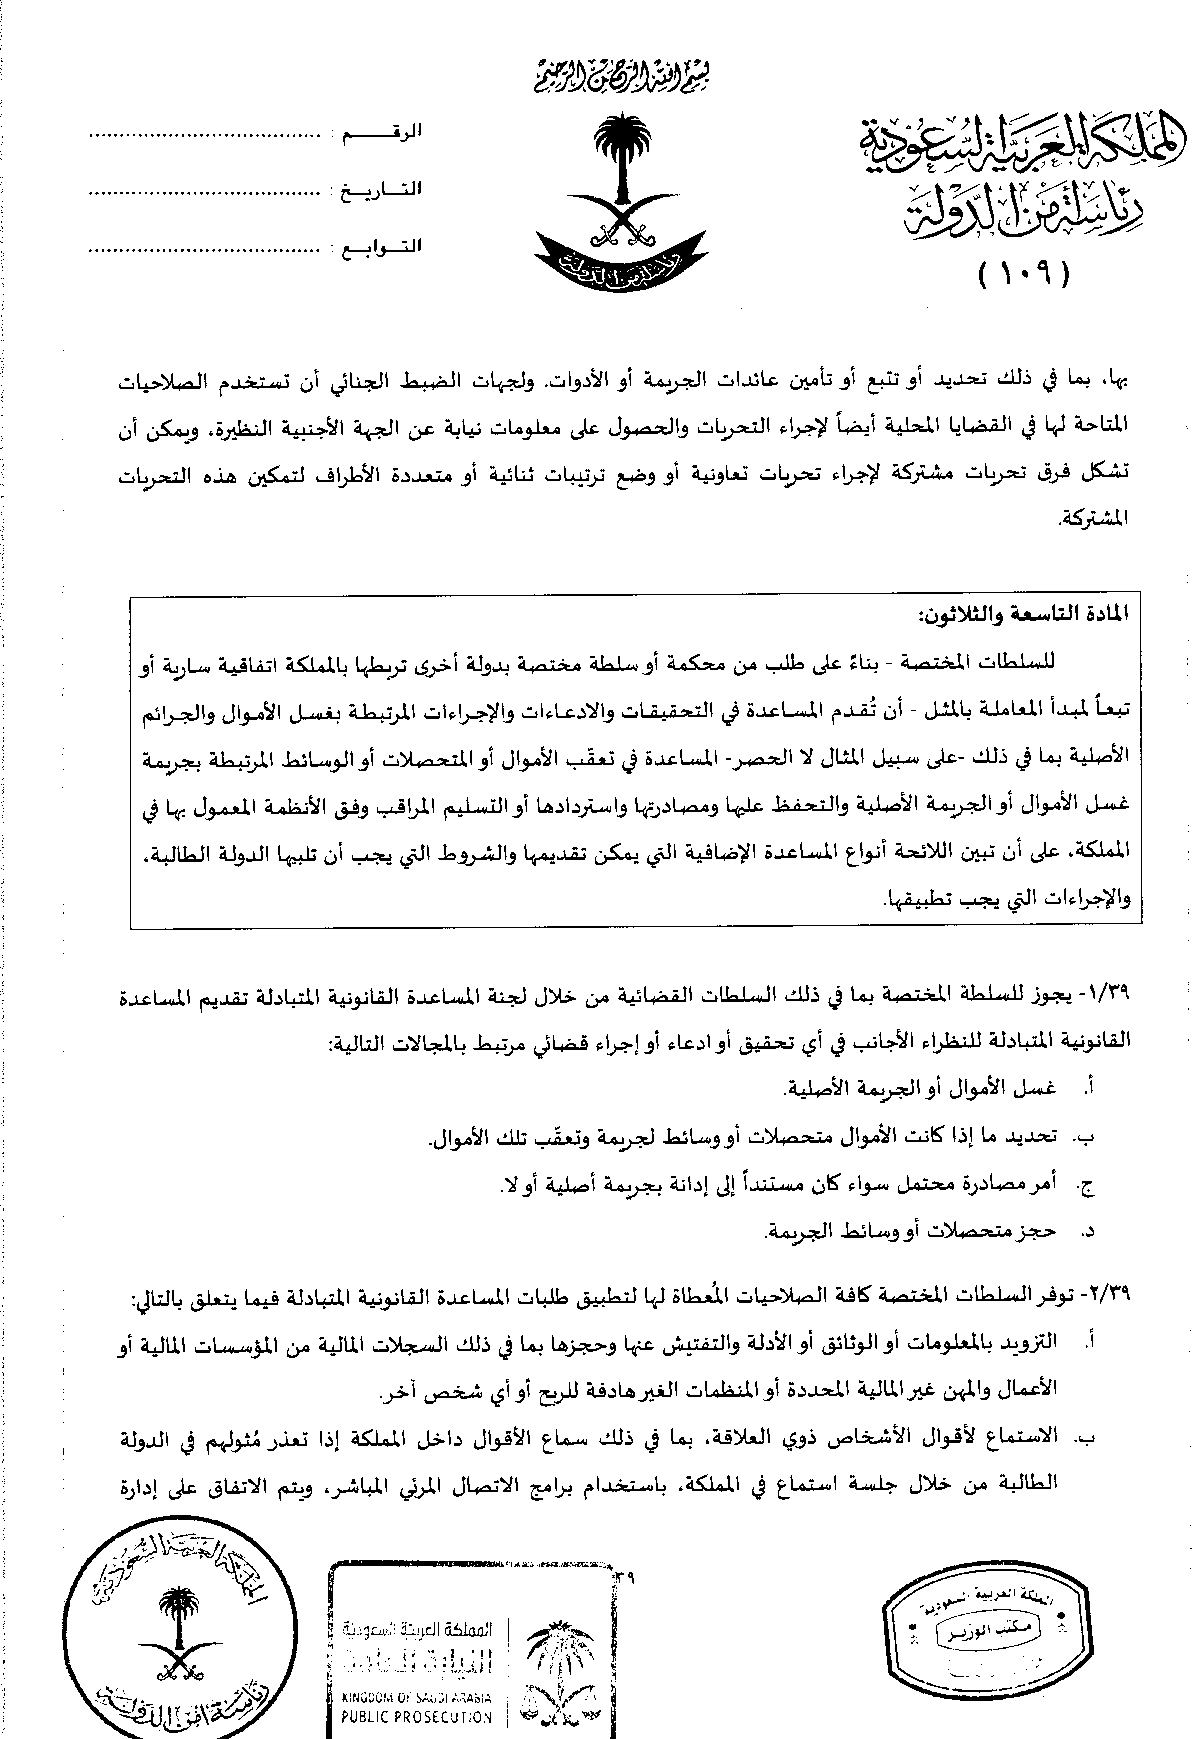 بسم الله الرحمن الرحيم
المملكة العربية السعودية
رئاسة أمن الدولة
(١٠٩)
الرقـــــم : ......................................
التـاريـخ : ......................................
التـوابـع : ......................................
رئاسة أمن الدولة
بها، بما في ذلك تحديد أو تتبع أو تأمين عائدات الجريمة أو الأدوات. ولجهات الضبط الجنائي أن تستخدم الصلاحيات
المتاحة لها في القضايا المحلية أيضاً لإجراء التحريات والحصول على معلومات نيابة عن الجهة الأجنبية النظيرة، ويمكن أن
تشكل فرق تحريات مشتركة لإجراء تحريات تعاونية أو وضع ترتيبات ثنائية أو متعددة الأطراف لتمكين هذه التحريات
المشتركة.
المادة التاسعة والثلاثون:
للسلطات المختصة - بناءً على طلب من محكمة أو سلطة مختصة بدولة أخرى تربطها بالمملكة اتفاقية سارية أو
تبعاً لمبدأ المعاملة بالمثل - أن تُقدم المساعدة في التحقيقات والادعاءات والإجراءات المرتبطة بغسل الأموال والجرائم
الأصلية بما في ذلك -على سبيل المثال لا الحصر- المساعدة في تعقّب الأموال أو المتحصلات أو الوسائط المرتبطة بجريمة
غسل الأموال أو الجريمة الأصلية والتحفظ عليها ومصادرتها واستردادها أو التسليم المراقب وفق الأنظمة المعمول بها في
المملكة، على أن تبين اللائحة أنواع المساعدة الإضافية التي يمكن تقديمها والشروط التي يجب أن تلبيها الدولة الطالبة،
والإجراءات التي يجب تطبيقها.
١/٣٩- يجوز للسلطة المختصة بما في ذلك السلطات القضائية من خلال لجنة المساعدة القانونية المتبادلة تقديم المساعدة
القانونية المتبادلة للنظراء الأجانب في أي تحقيق أو ادعاء أو إجراء قضائي مرتبط بالمجالات التالية:
أ. غسل الأموال أو الجريمة الأصلية.
ب. تحديد ما إذا كانت الأموال متحصلات أو وسائط لجريمة وتعقّب تلك الأموال.
ج. أمر مصادرة محتمل سواء كان مستنداً إلى إدانة بجريمة أصلية أو لا.
د. حجز متحصلات أو وسائط الجريمة.
٢/٣٩- توفر السلطات المختصة كافة الصلاحيات المُعطاة لها لتطبيق طلبات المساعدة القانونية المتبادلة فيما يتعلق بالتالي:
أ. التزويد بالمعلومات أو الوثائق أو الأدلة والتفتيش عنها وحجزها بما في ذلك السجلات المالية من المؤسسات المالية أو
الأعمال والمهن غير المالية المحددة أو المنظمات الغير هادفة للربح أو أي شخص آخر.
ب. الاستماع لأقوال الأشخاص ذوي العلاقة، بما في ذلك سماع الأقوال داخل المملكة إذا تعذر مُثولهم في الدولة
الطالبة من خلال جلسة استماع في المملكة، باستخدام برامج الاتصال المرئي المباشر، ويتم الاتفاق على إدارة
٣٩
المملكة العربية السعودية
مكتب الوزير
المملكة العربية السعودية
النيابة العامة
KINGDOM OF SAUDI ARABIA
PUBLIC PROSECUTION
المملكة العربية السعودية
رئاسة أمن الدولة